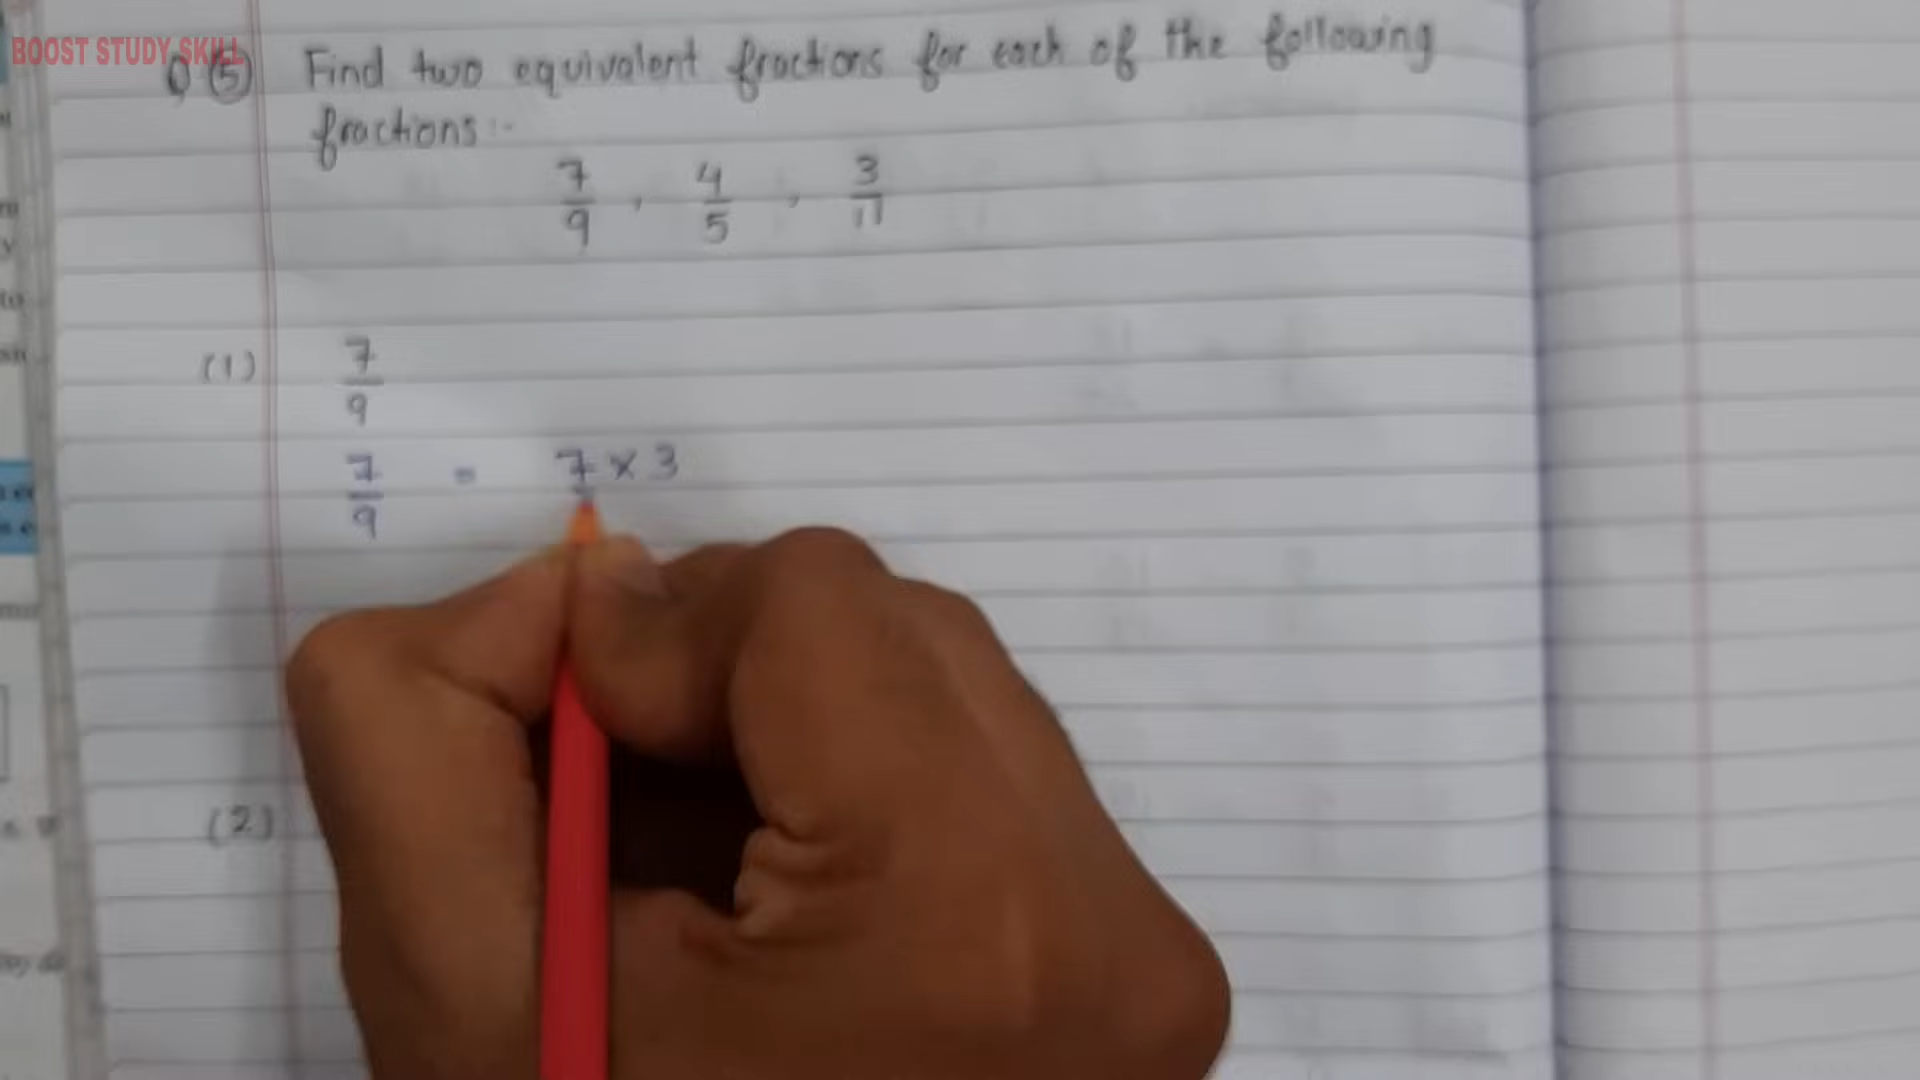 BOOST STUDY SKILL
Q.(5) Find two equivalent fractions for each of the following
fractions :-
7/9 , 4/5 , 3/11
(1) 7/9
7/9 = 7 × 3
(2)